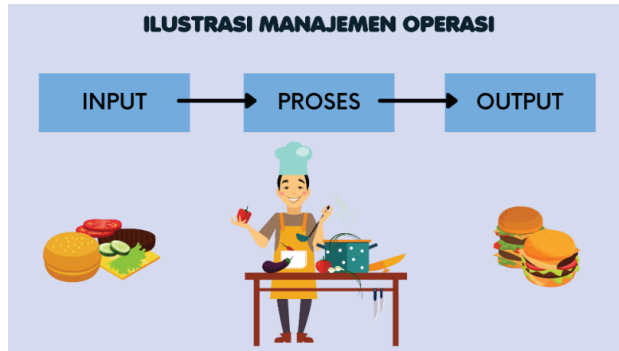 ILUSTRASI MANAJEMEN OPERASI
INPUT
PROSES
OUTPUT